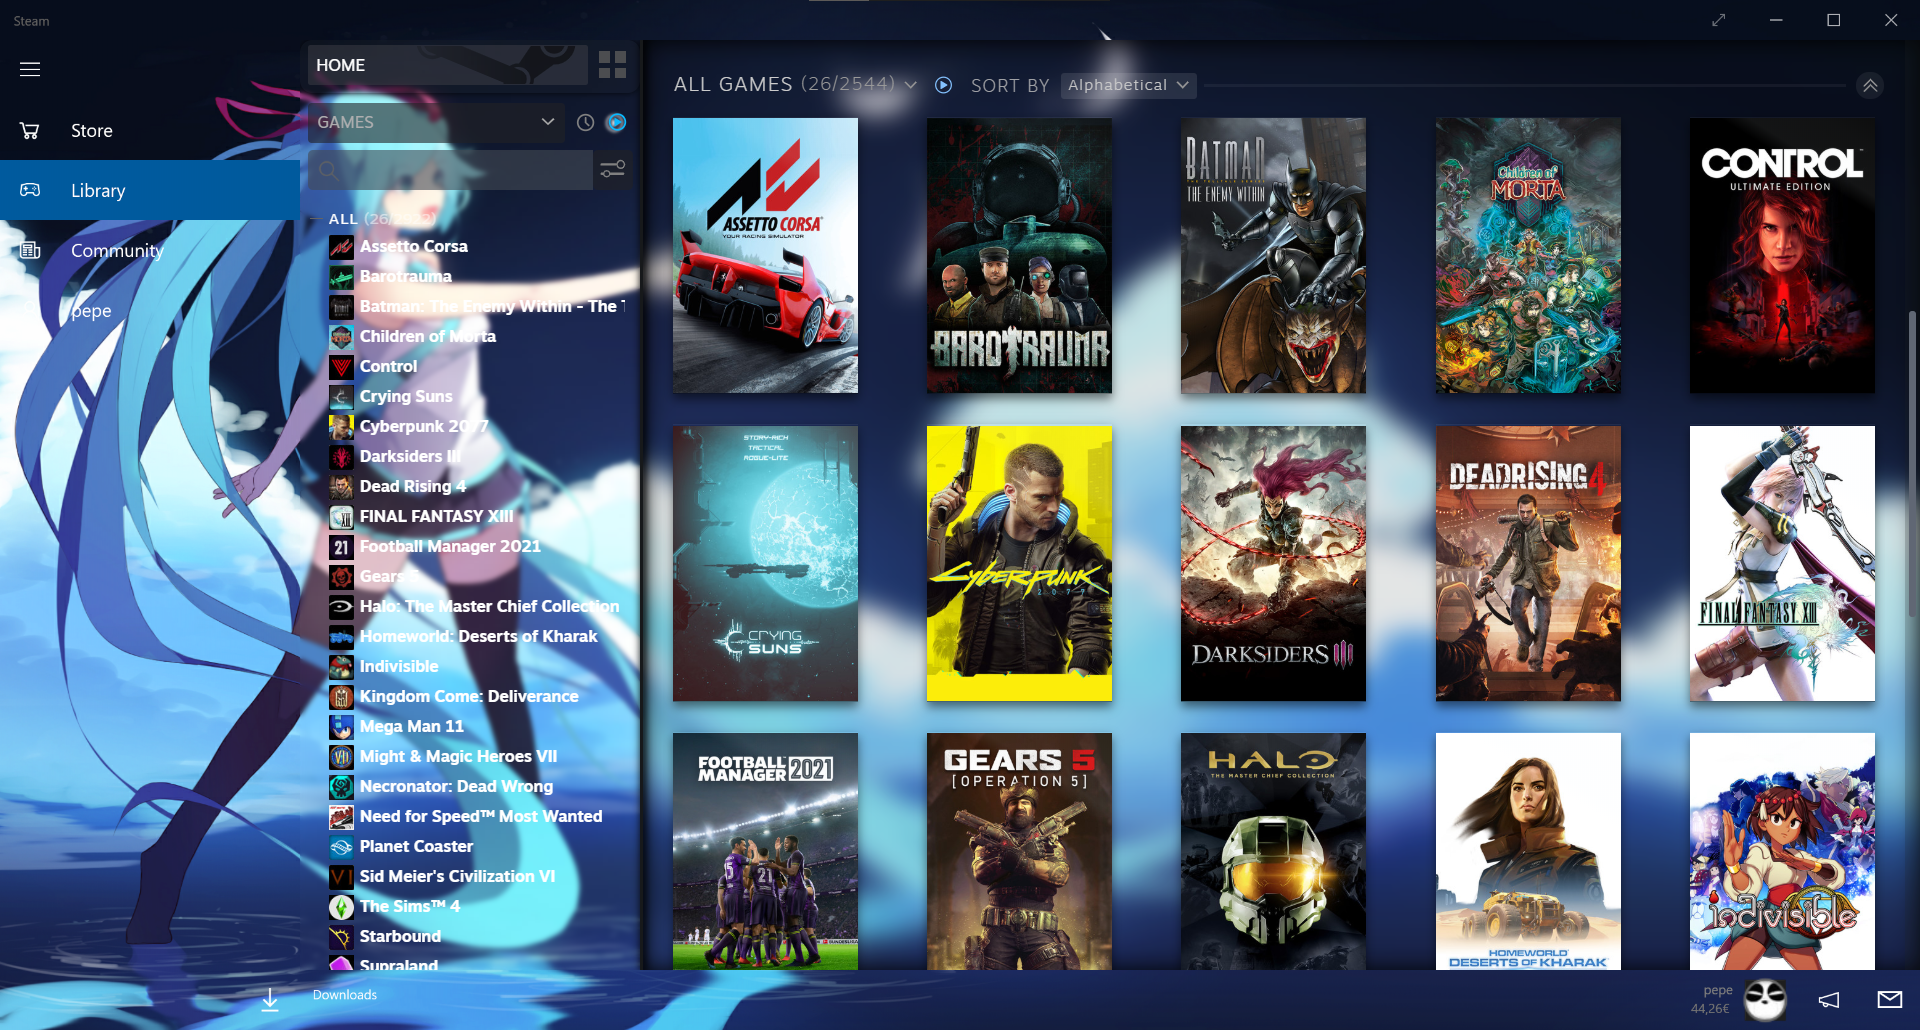 Steam
HOME
Store
GAMES
Library
Community
pepe
ALL (26/
Assetto Corsa
Barotrauma
Batman: The Enemy Within - The T
Children of Morta
Control
Crying Suns
Cyberpunk 2077
Darksiders III
Dead Rising 4
FINAL FANTASY XIII
Football Manager 2021
Gears
Halo: The Master Chief Collection
Homeworld: Deserts of Kharak
Indivisible
Kingdom Come: Deliverance
Mega Man 11
Might & Magic Heroes VII
Necronator: Dead Wrong
Need for Speed™ Most Wanted
Planet Coaster
Sid Meier's Civilization VI
The Sims™ 4
Starbound
Supraland
ALL GAMES (26/2544)
SORT BY
Alphabetical
ASSETTO CORSA
YOUR RACING SIMULATOR
BAROTRAUMA
BATMAN
THE TELLTALE SERIES
THE ENEMY WITHIN
Children of
MORTA
CONTROL
ULTIMATE EDITION
STORY-RICH
TACTICAL
ROGUE-LITE
CRYING
SUNS
CYBERPUNK
2077
DARKSIDERS III
DEADRISING 4
FINAL FANTASY XIII
FOOTBALL
MANAGER 2021
21
GEARS 5
[OPERATION 5]
HALO
THE MASTER CHIEF COLLECTION
HOMEWORLD
DESERTS OF KHARAK
indivisible
Downloads
pepe
44,26€